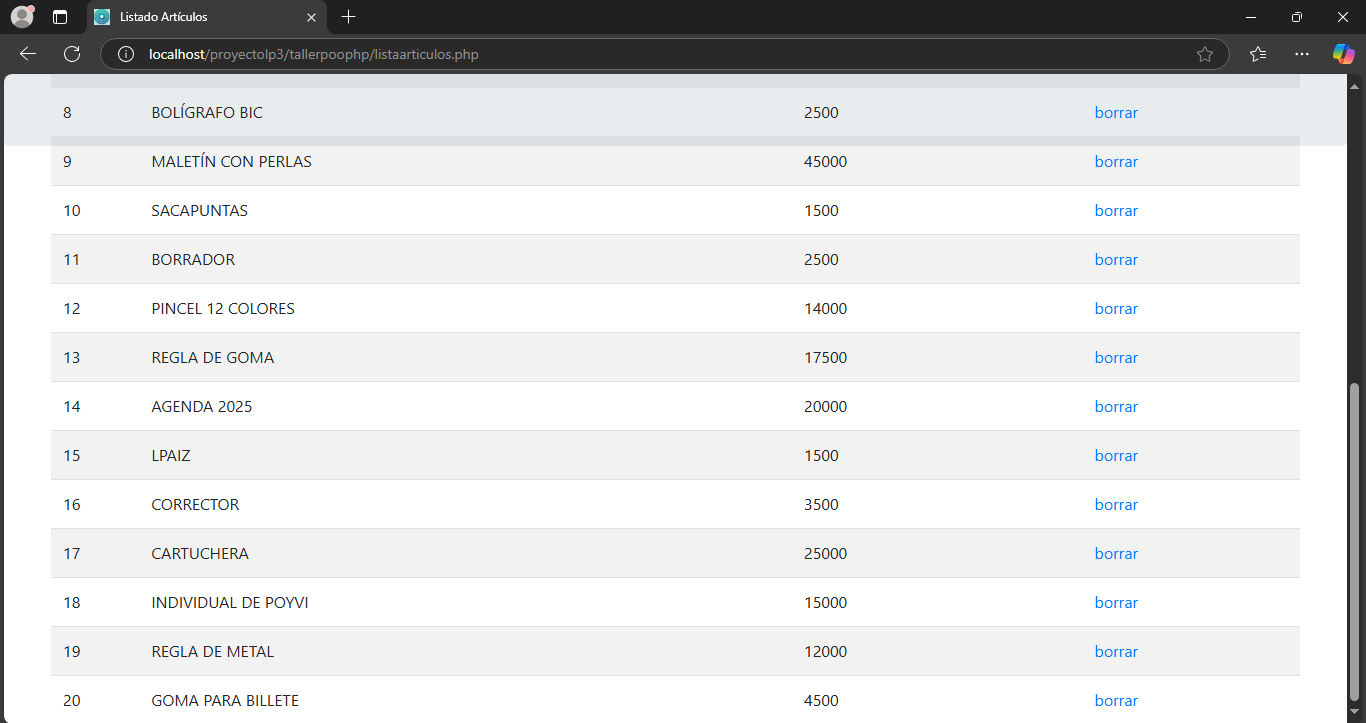 Listado Artículos
localhost/proyectolp3/tallerpoophp/listaarticulos.php
8 BOLÍGRAFO BIC 2500 borrar
9 MALETÍN CON PERLAS 45000 borrar
10 SACAPUNTAS 1500 borrar
11 BORRADOR 2500 borrar
12 PINCEL 12 COLORES 14000 borrar
13 REGLA DE GOMA 17500 borrar
14 AGENDA 2025 20000 borrar
15 LPAIZ 1500 borrar
16 CORRECTOR 3500 borrar
17 CARTUCHERA 25000 borrar
18 INDIVIDUAL DE POYVI 15000 borrar
19 REGLA DE METAL 12000 borrar
20 GOMA PARA BILLETE 4500 borrar